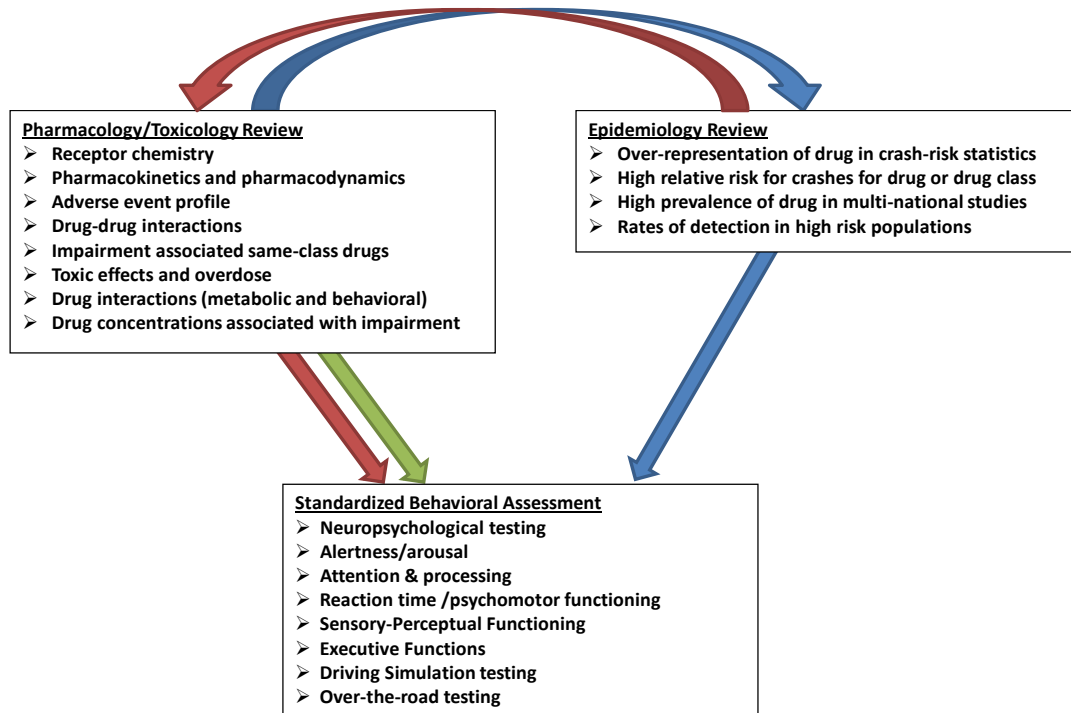 Pharmacology/Toxicology Review
➢ Receptor chemistry
➢ Pharmacokinetics and pharmacodynamics
➢ Adverse event profile
➢ Drug-drug interactions
➢ Impairment associated same-class drugs
➢ Toxic effects and overdose
➢ Drug interactions (metabolic and behavioral)
➢ Drug concentrations associated with impairment
Epidemiology Review
➢ Over-representation of drug in crash-risk statistics
➢ High relative risk for crashes for drug or drug class
➢ High prevalence of drug in multi-national studies
➢ Rates of detection in high risk populations
Standardized Behavioral Assessment
➢ Neuropsychological testing
➢ Alertness/arousal
➢ Attention & processing
➢ Reaction time /psychomotor functioning
➢ Sensory-Perceptual Functioning
➢ Executive Functions
➢ Driving Simulation testing
➢ Over-the-road testing